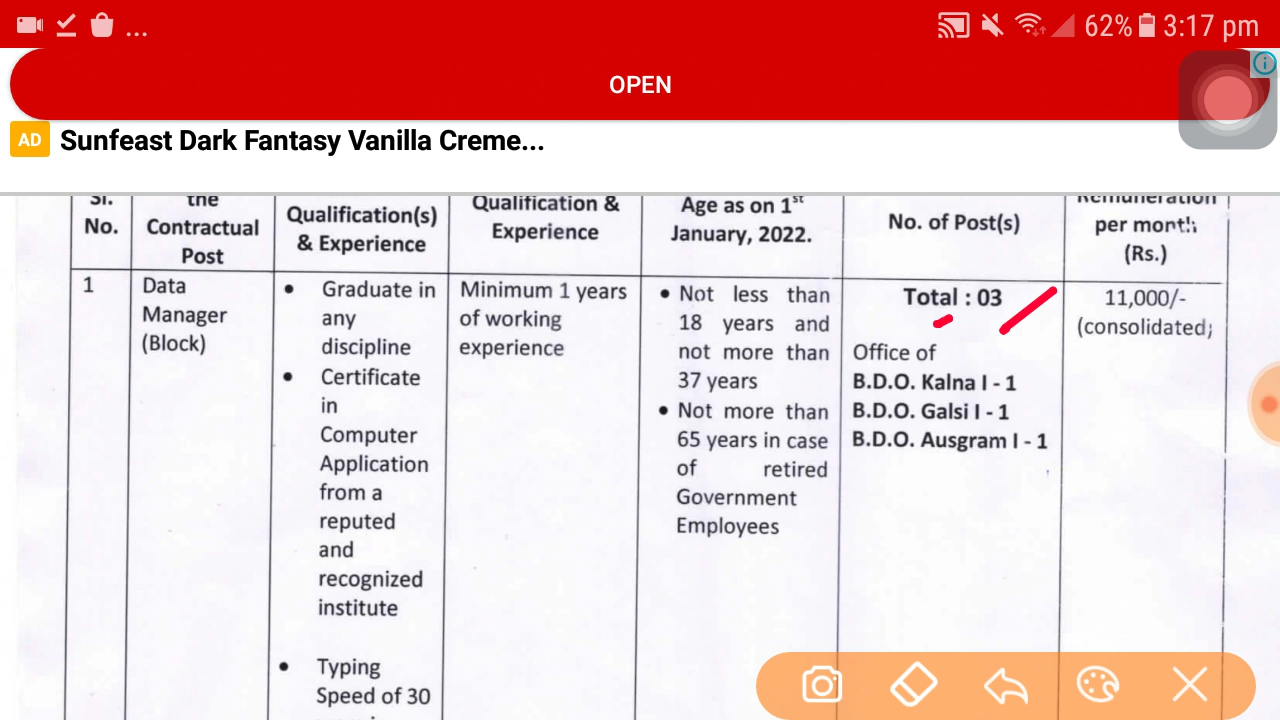 ... 62% 3:17 pm
OPEN
AD Sunfeast Dark Fantasy Vanilla Creme...
Sl. No.
the Contractual Post
Qualification(s) & Experience
Qualification & Experience
Age as on 1st January, 2022.
No. of Post(s)
Remuneration per month (Rs.)
1
Data
Manager
(Block)
• Graduate in
any
discipline
• Certificate
in
Computer
Application
from a
reputed
and
recognized
institute
• Typing
Speed of 30
Minimum 1 years
of working
experience
• Not less than
18 years and
not more than
37 years
• Not more than
65 years in case
of retired
Government
Employees
Total : 03
Office of
B.D.O. Kalna I - 1
B.D.O. Galsi I - 1
B.D.O. Ausgram I - 1
11,000/-
(consolidated)